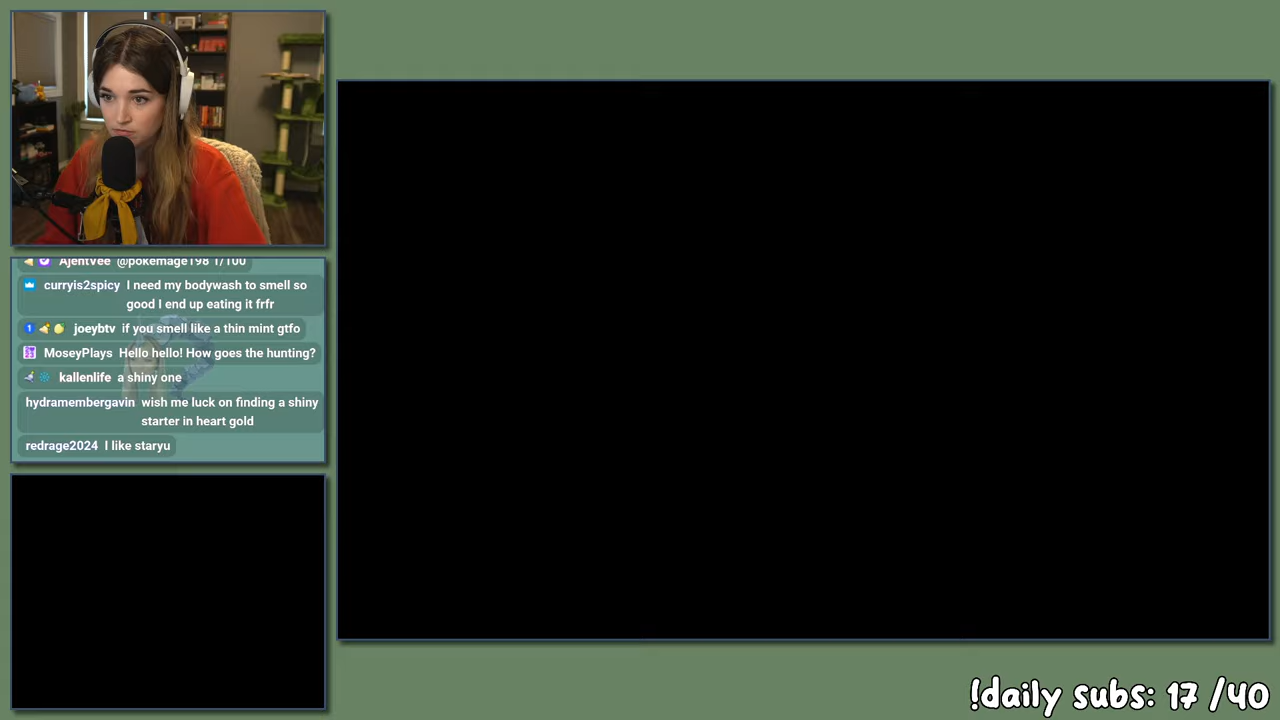 AjentVee @pokemage198 1/100
curryis2spicy I need my bodywash to smell so
good I end up eating it frfr
joeybtv if you smell like a thin mint gtfo
MoseyPlays Hello hello! How goes the hunting?
kallenlife a shiny one
hydramembergavin wish me luck on finding a shiny
starter in heart gold
redrage2024 I like staryu
!daily subs: 17 /40